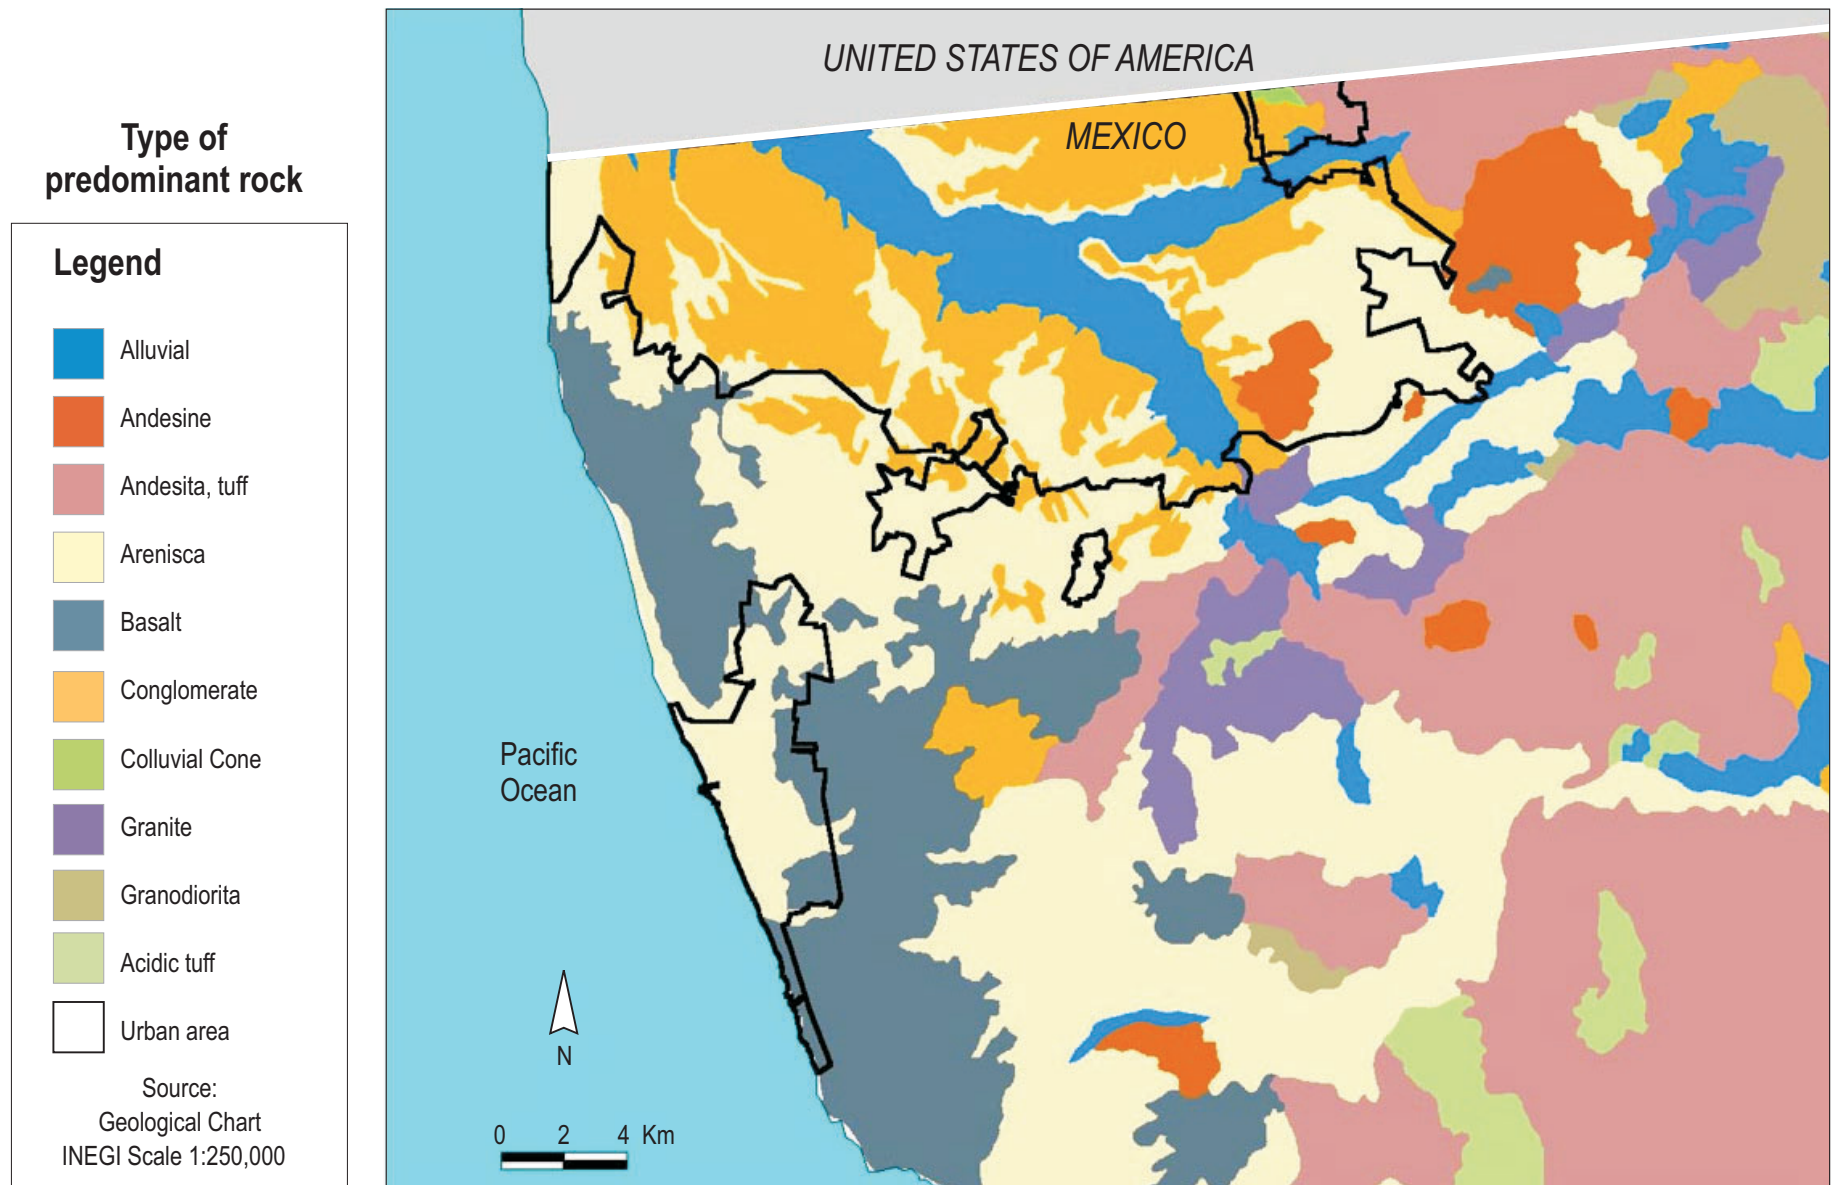 Type of
predominant rock
Legend
Alluvial
Andesine
Andesita, tuff
Arenisca
Basalt
Conglomerate
Colluvial Cone
Granite
Granodiorita
Acidic tuff
Urban area
Source:
Geological Chart
INEGI Scale 1:250,000
UNITED STATES OF AMERICA
MEXICO
Pacific
Ocean
N
0 2 4 Km